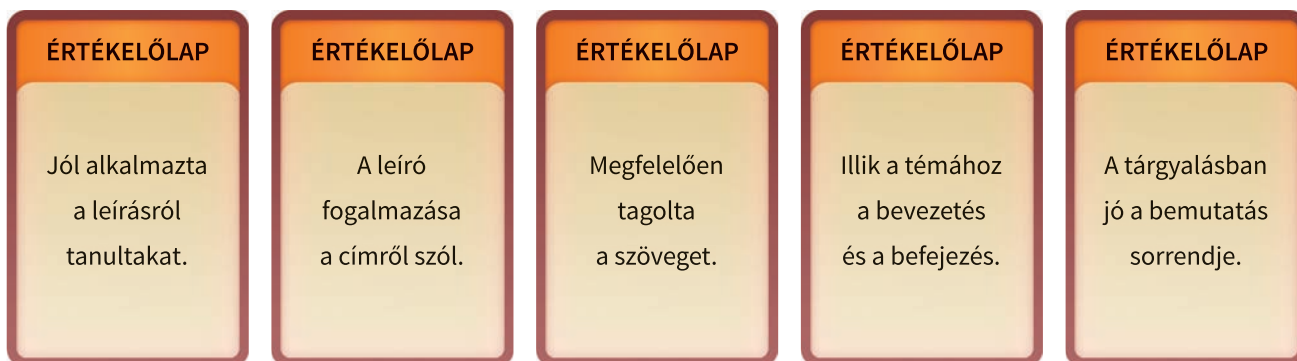 ÉRTÉKELŐLAP
Jól alkalmazta
a leírásról
tanultakat.
ÉRTÉKELŐLAP
A leíró
fogalmazása
a címről szól.
ÉRTÉKELŐLAP
Megfelelően
tagolta
a szöveget.
ÉRTÉKELŐLAP
Illik a témához
a bevezetés
és a befejezés.
ÉRTÉKELŐLAP
A tárgyalásban
jó a bemutatás
sorrendje.